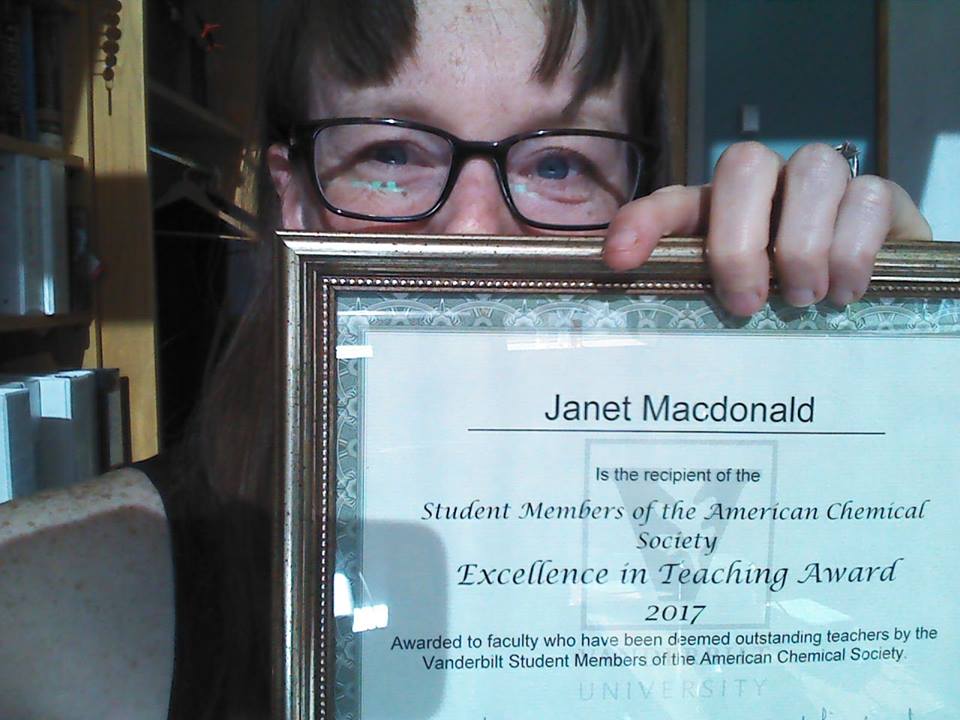 Janet Macdonald
Is the recipient of the
Student Members of the American Chemical
Society
Excellence in Teaching Award
2017
Awarded to faculty who have been deemed outstanding teachers by the
Vanderbilt Student Members of the American Chemical Society.
VANDERBILT
UNIVERSITY